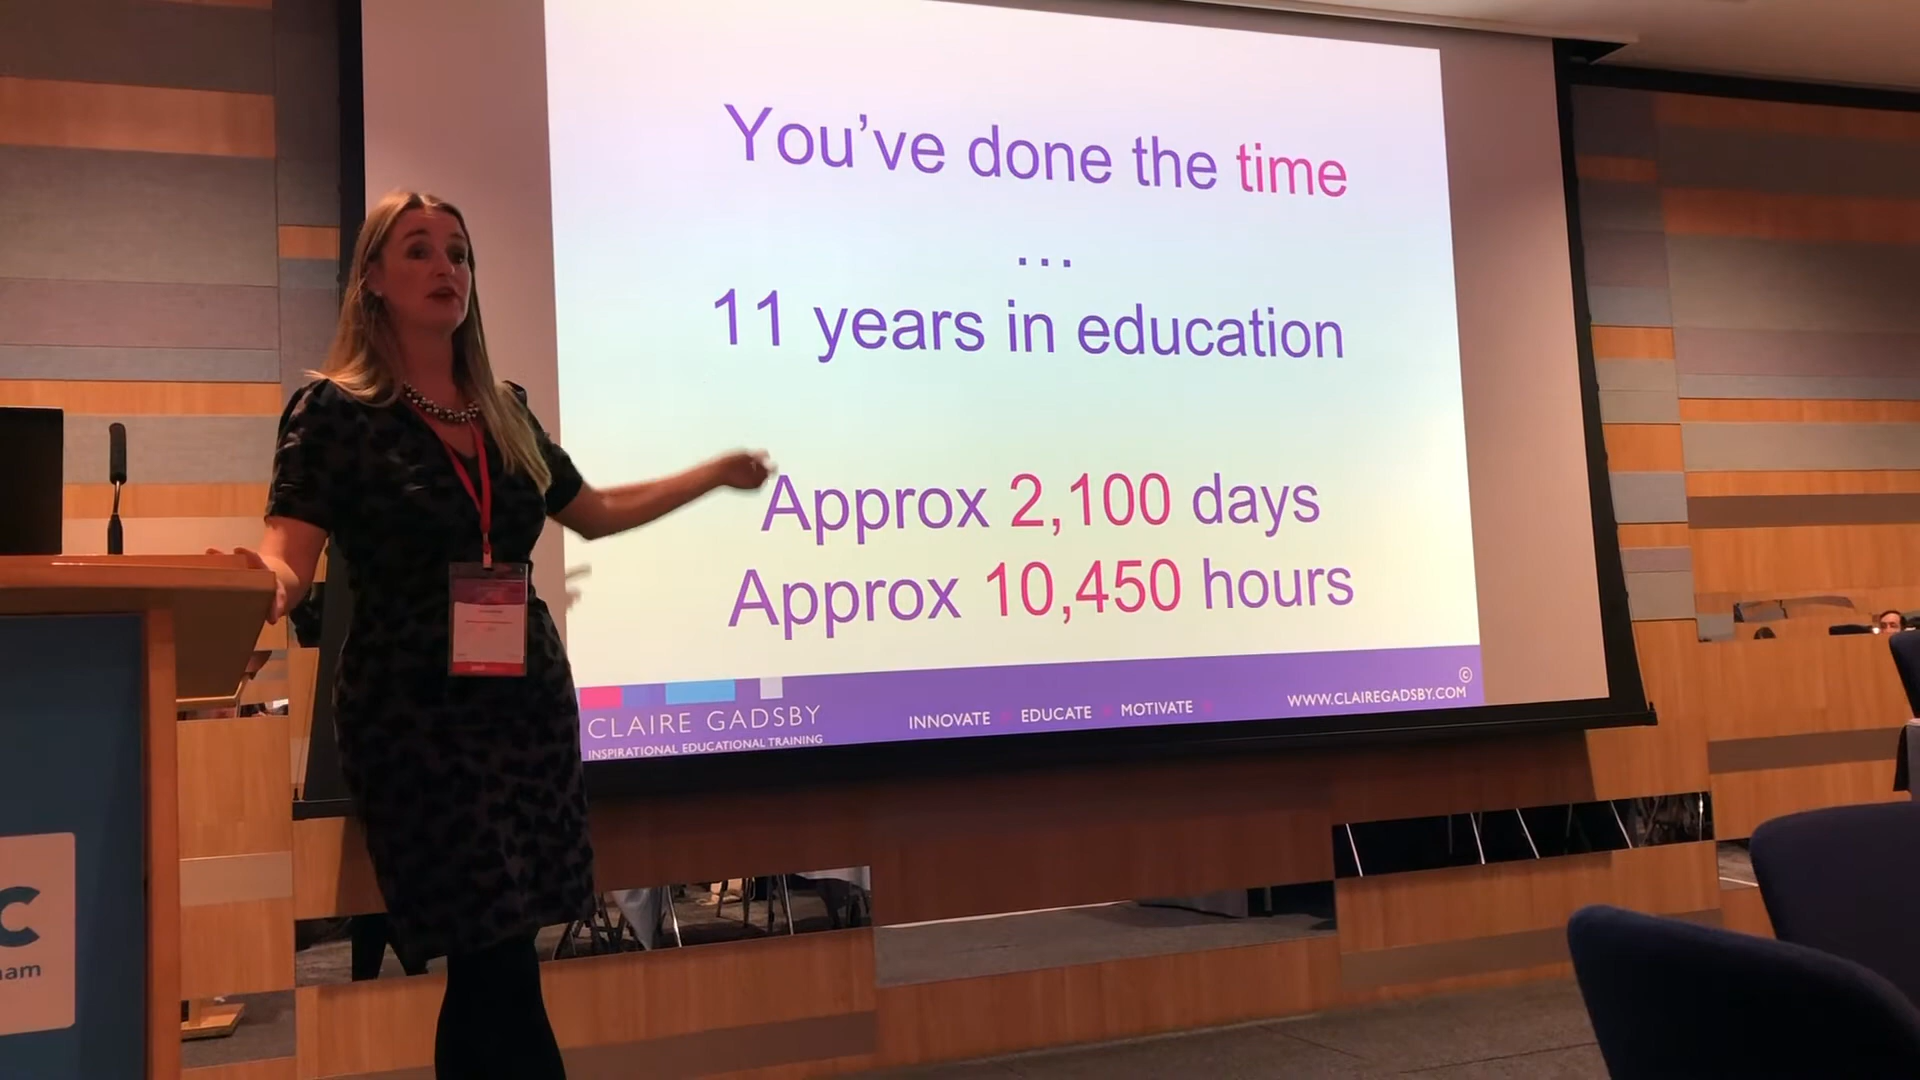 You've done the time
...
11 years in education
Approx 2,100 days
Approx 10,450 hours
©
CLAIRE GADSBY
INSPIRATIONAL EDUCATIONAL TRAINING
INNOVATE EDUCATE MOTIVATE
WWW.CLAIREGADSBY.COM
C
ham